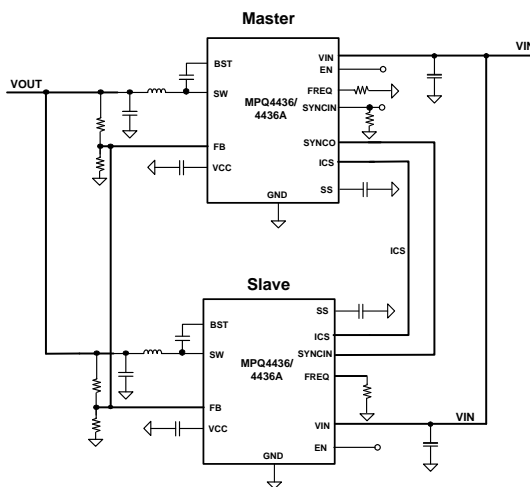 Master
VIN
VOUT
BST
SW
FB
VCC
GND
MPQ4436/
4436A
VIN
EN
FREQ
SYNCIN
SYNCO
ICS
SS
ICS
Slave
BST
SW
FB
VCC
GND
MPQ4436/
4436A
SS
ICS
SYNCIN
FREQ
VIN
EN
VIN